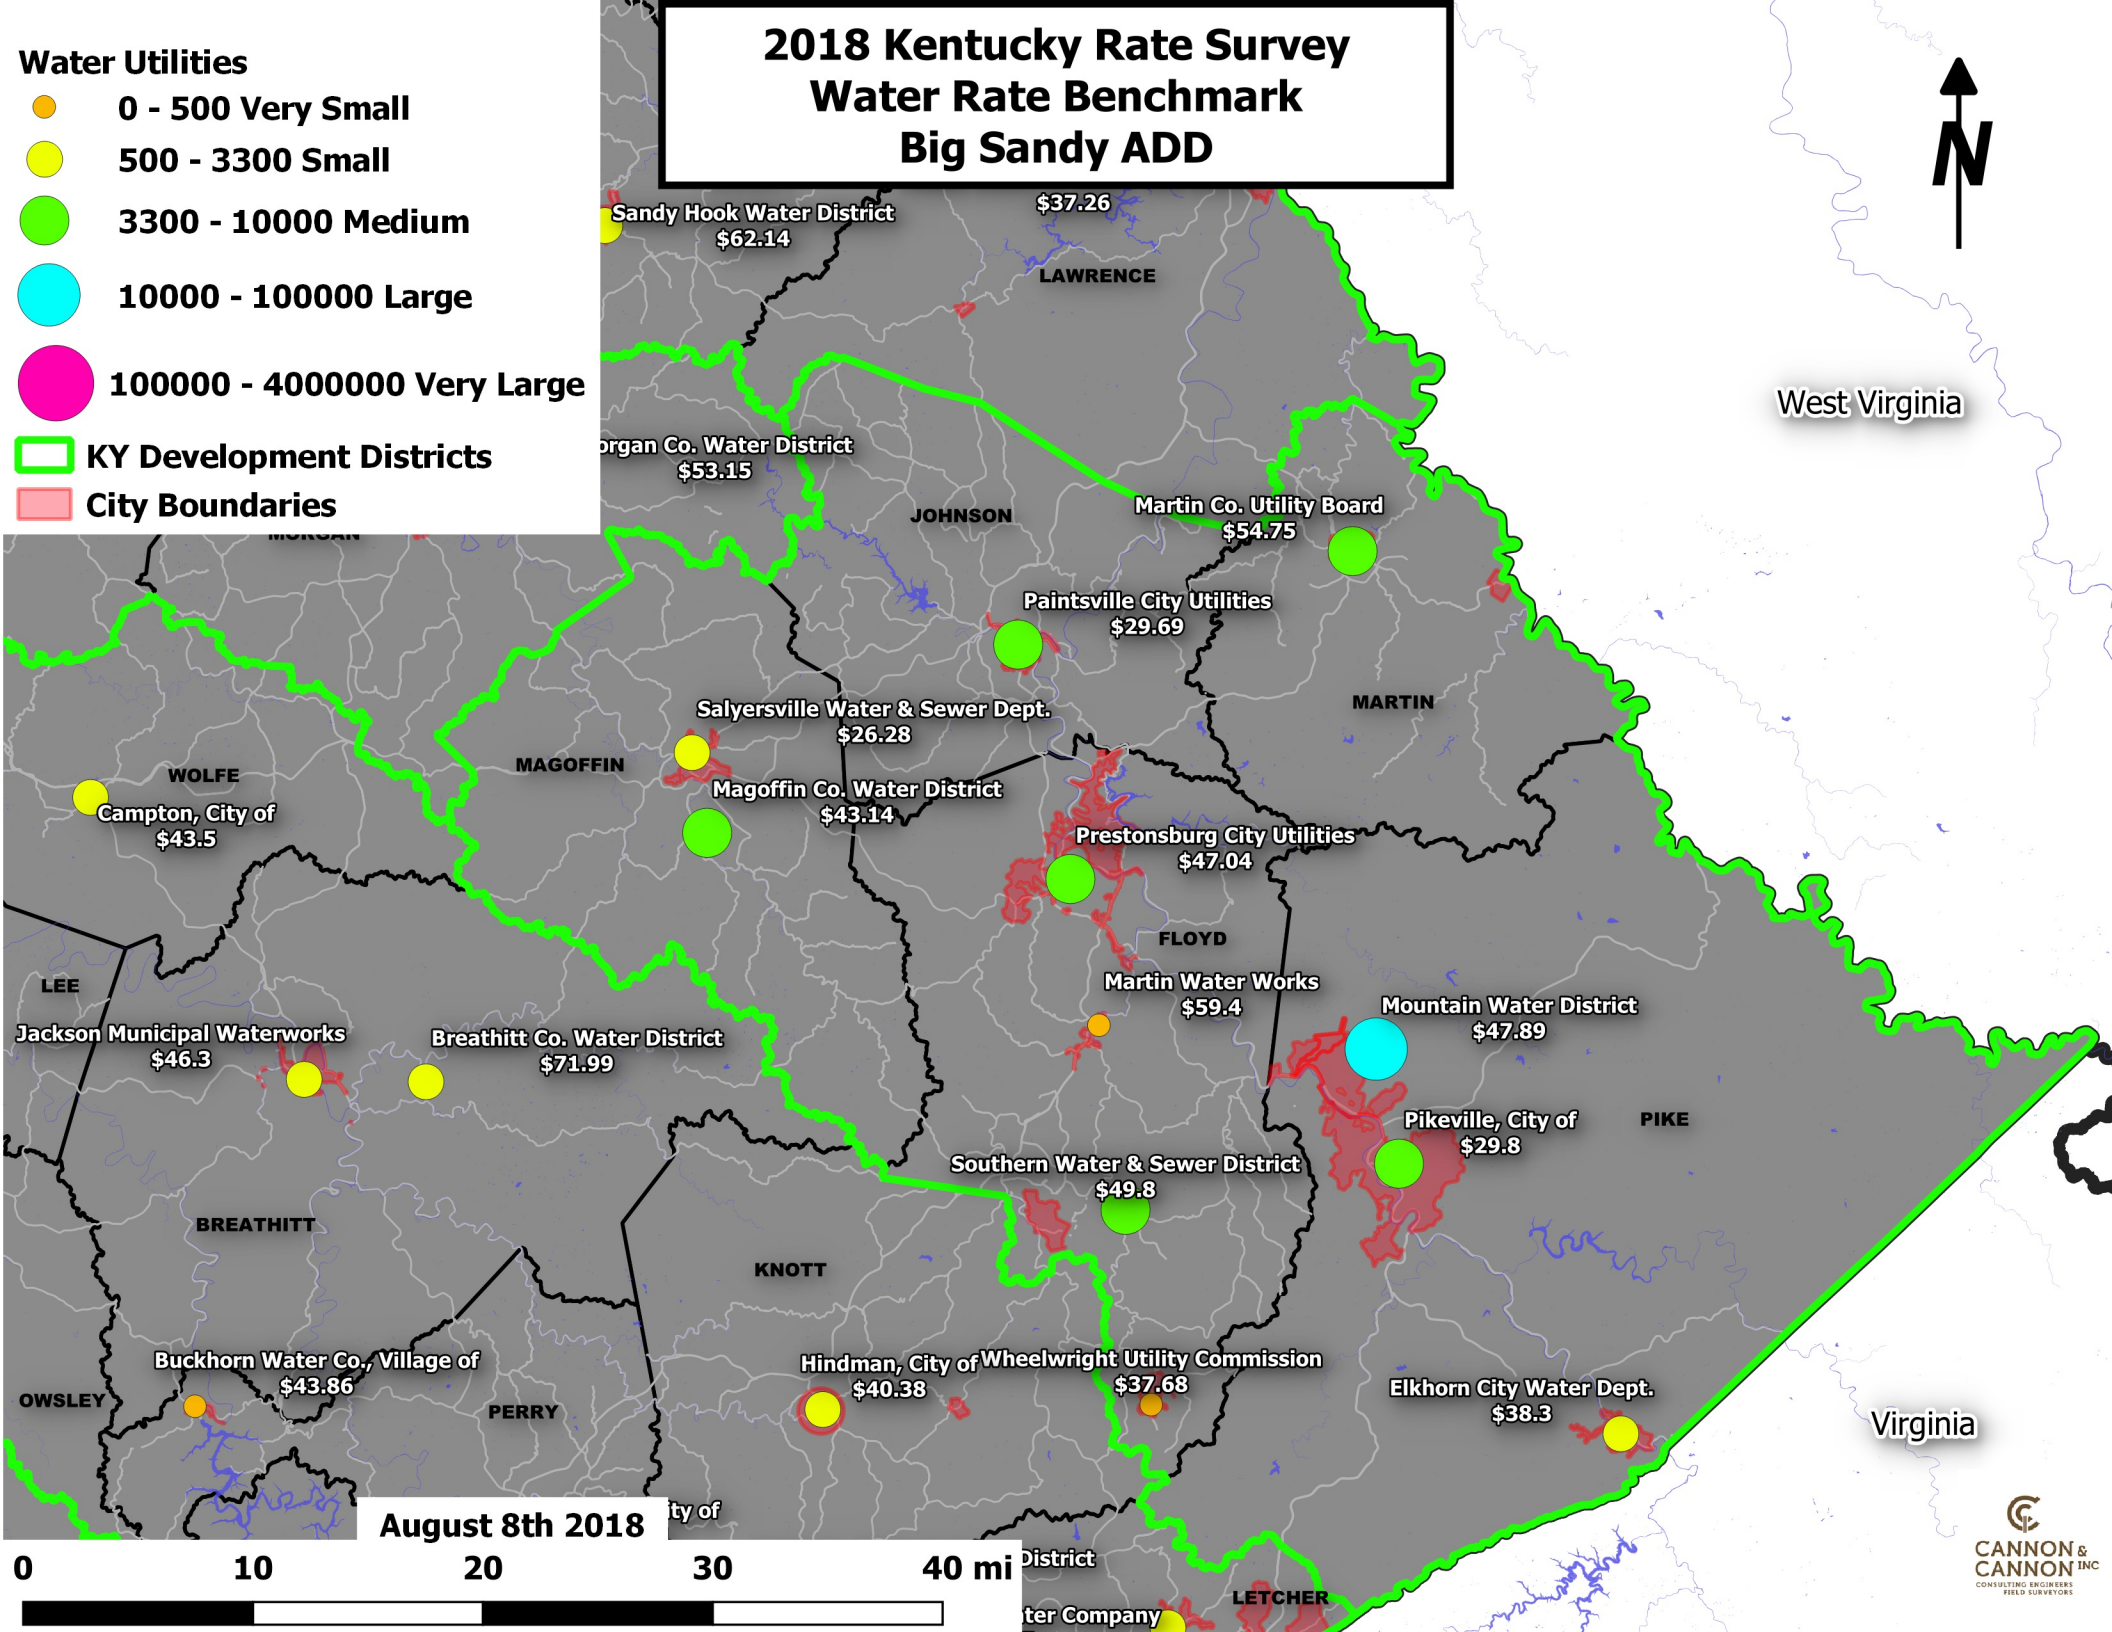 2018 Kentucky Rate Survey
Water Rate Benchmark
Big Sandy ADD
Water Utilities
0 - 500 Very Small
500 - 3300 Small
3300 - 10000 Medium
10000 - 100000 Large
100000 - 4000000 Very Large
KY Development Districts
City Boundaries
N
Sandy Hook Water District
$62.14
$37.26
LAWRENCE
West Virginia
Co. Water District
$53.15
JOHNSON
Martin Co. Utility Board
$54.75
MORGAN
Paintsville City Utilities
$29.69
MARTIN
Salyersville Water & Sewer Dept.
$26.28
MAGOFFIN
WOLFE
Magoffin Co. Water District
$43.14
Campton, City of
$43.5
Prestonsburg City Utilities
$47.04
FLOYD
LEE
Martin Water Works
$59.4
Mountain Water District
$47.89
Jackson Municipal Waterworks
$46.3
Breathitt Co. Water District
$71.99
Pikeville, City of
$29.8
PIKE
Southern Water & Sewer District
$49.8
BREATHITT
KNOTT
Buckhorn Water Co., Village of
$43.86
Hindman, City of
$40.38
Wheelwright Utility Commission
$37.68
Elkhorn City Water Dept.
$38.3
OWSLEY
PERRY
Virginia
ity of
August 8th 2018
District
LETCHER
ter Company
0 10 20 30 40 mi
CANNON &
CANNON INC
CONSULTING ENGINEERS
FIELD SURVEYORS